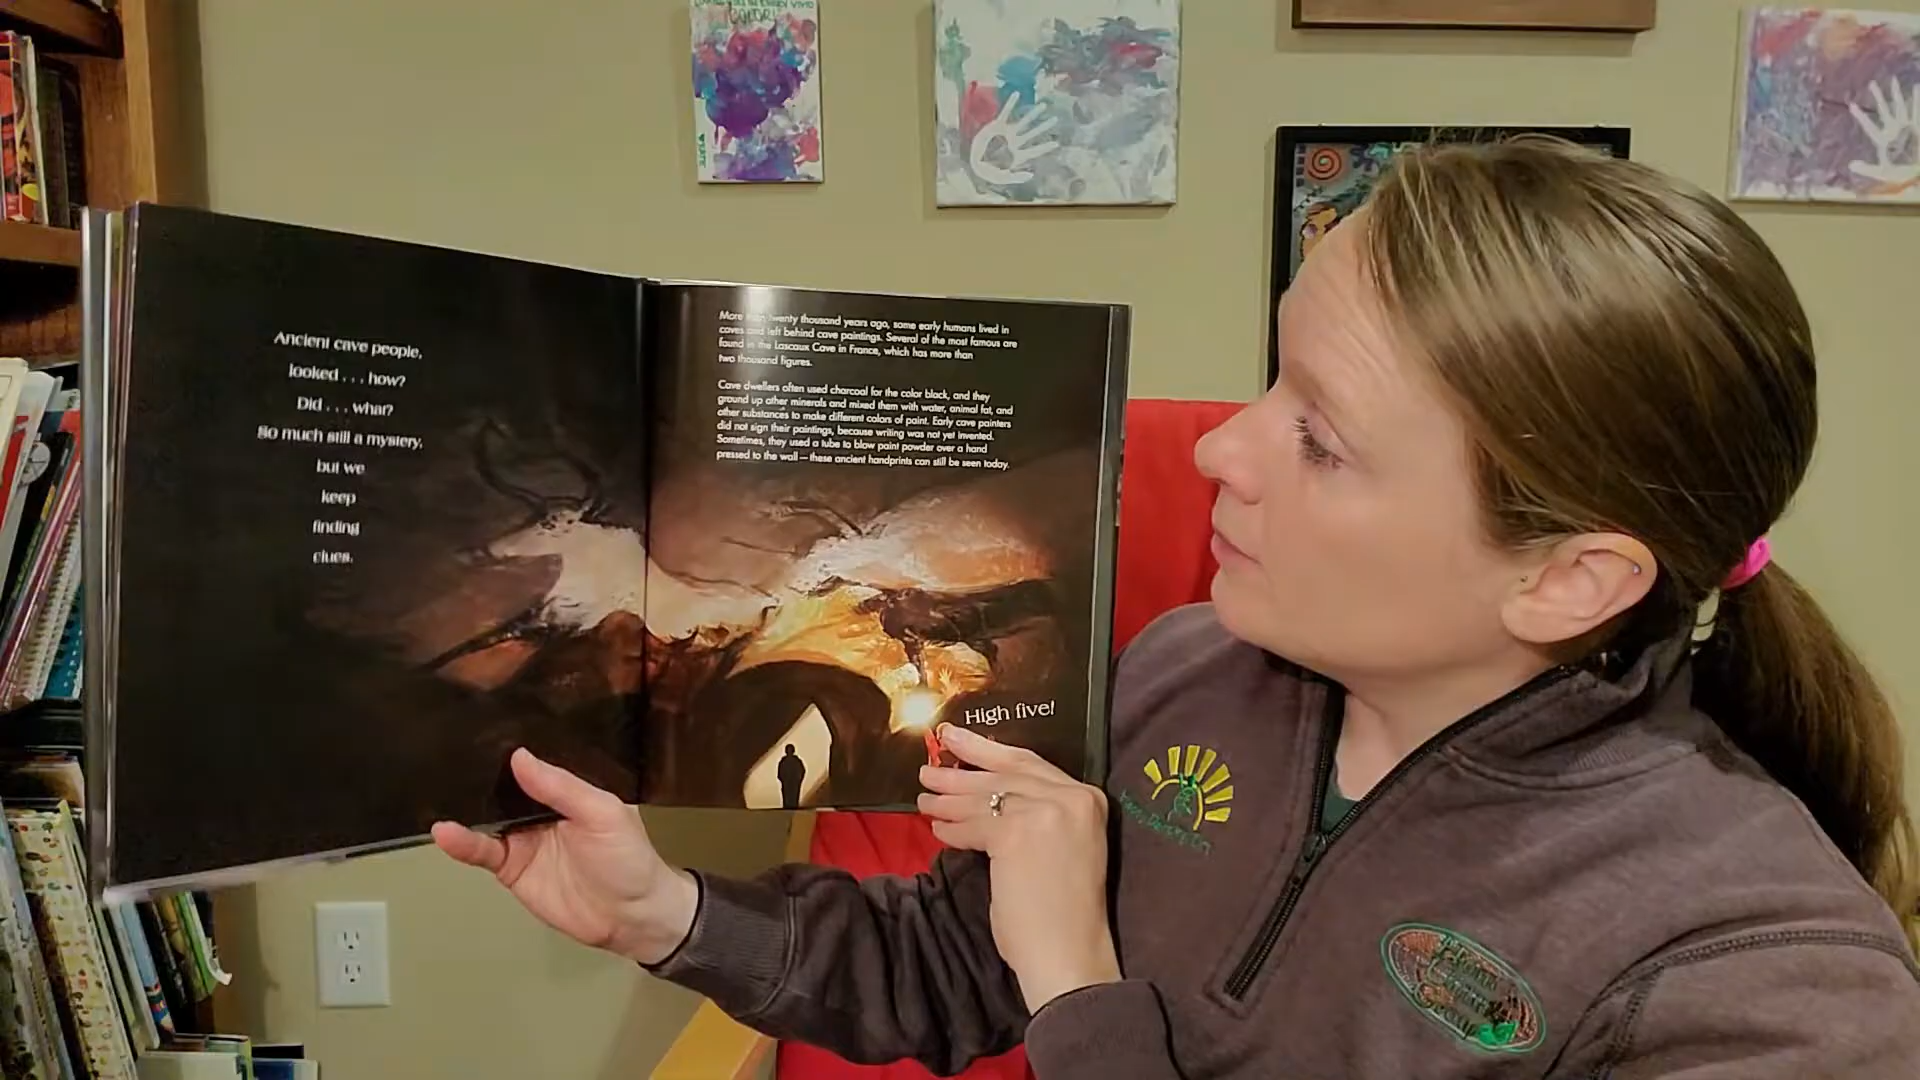 Ancient cave people,
looked . . . how?
Did . . . what?
So much still a mystery,
but we
keep
finding
clues.
More than twenty thousand years ago, some early humans lived in
caves and left behind cave paintings. Several of the most famous are
found in the Lascaux Cave in France, which has more than
two thousand figures.
Cave dwellers often used charcoal for the color black, and they
ground up other minerals and mixed them with water, animal fat, and
other substances to make different colors of paint. Early cave painters
did not sign their paintings, because writing was not yet invented.
Sometimes, they used a tube to blow paint powder over a hand
pressed to the wall—these ancient handprints can still be seen today.
High five!